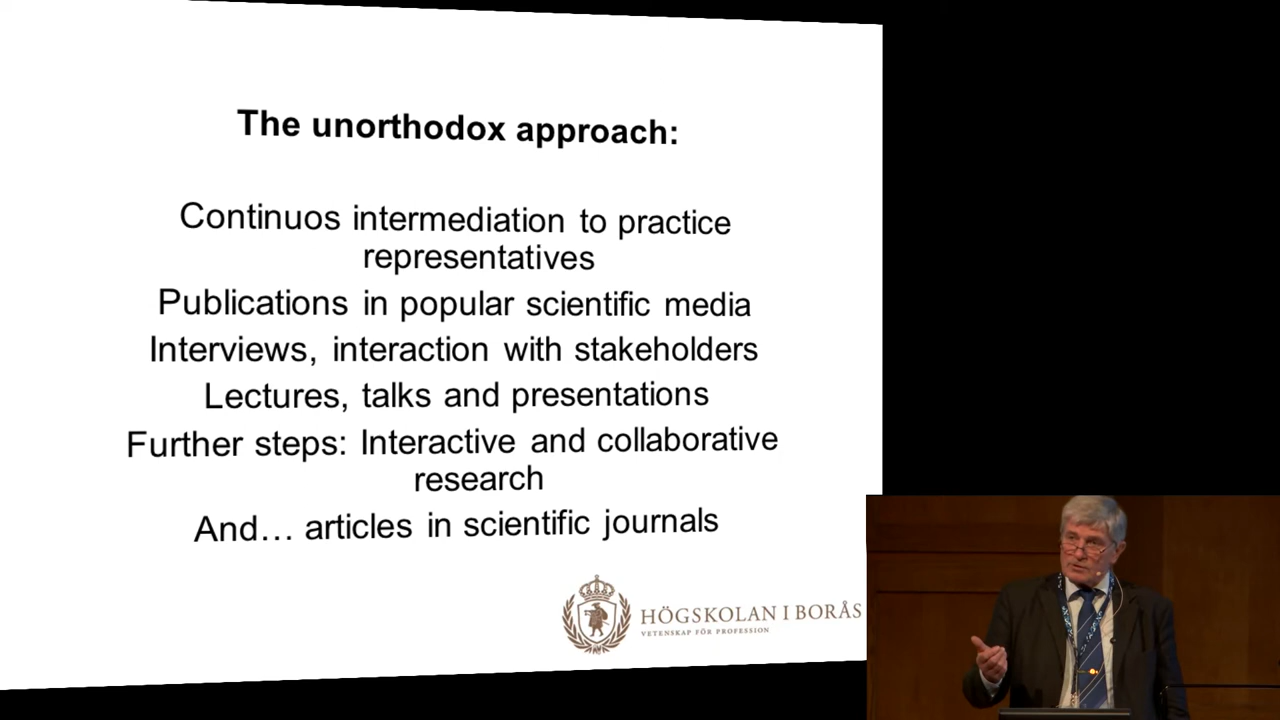 The unorthodox approach:
Continuos intermediation to practice
representatives
Publications in popular scientific media
Interviews, interaction with stakeholders
Lectures, talks and presentations
Further steps: Interactive and collaborative
research
And… articles in scientific journals
HÖGSKOLAN I BORÅS
VETENSKAP FÖR PROFESSION